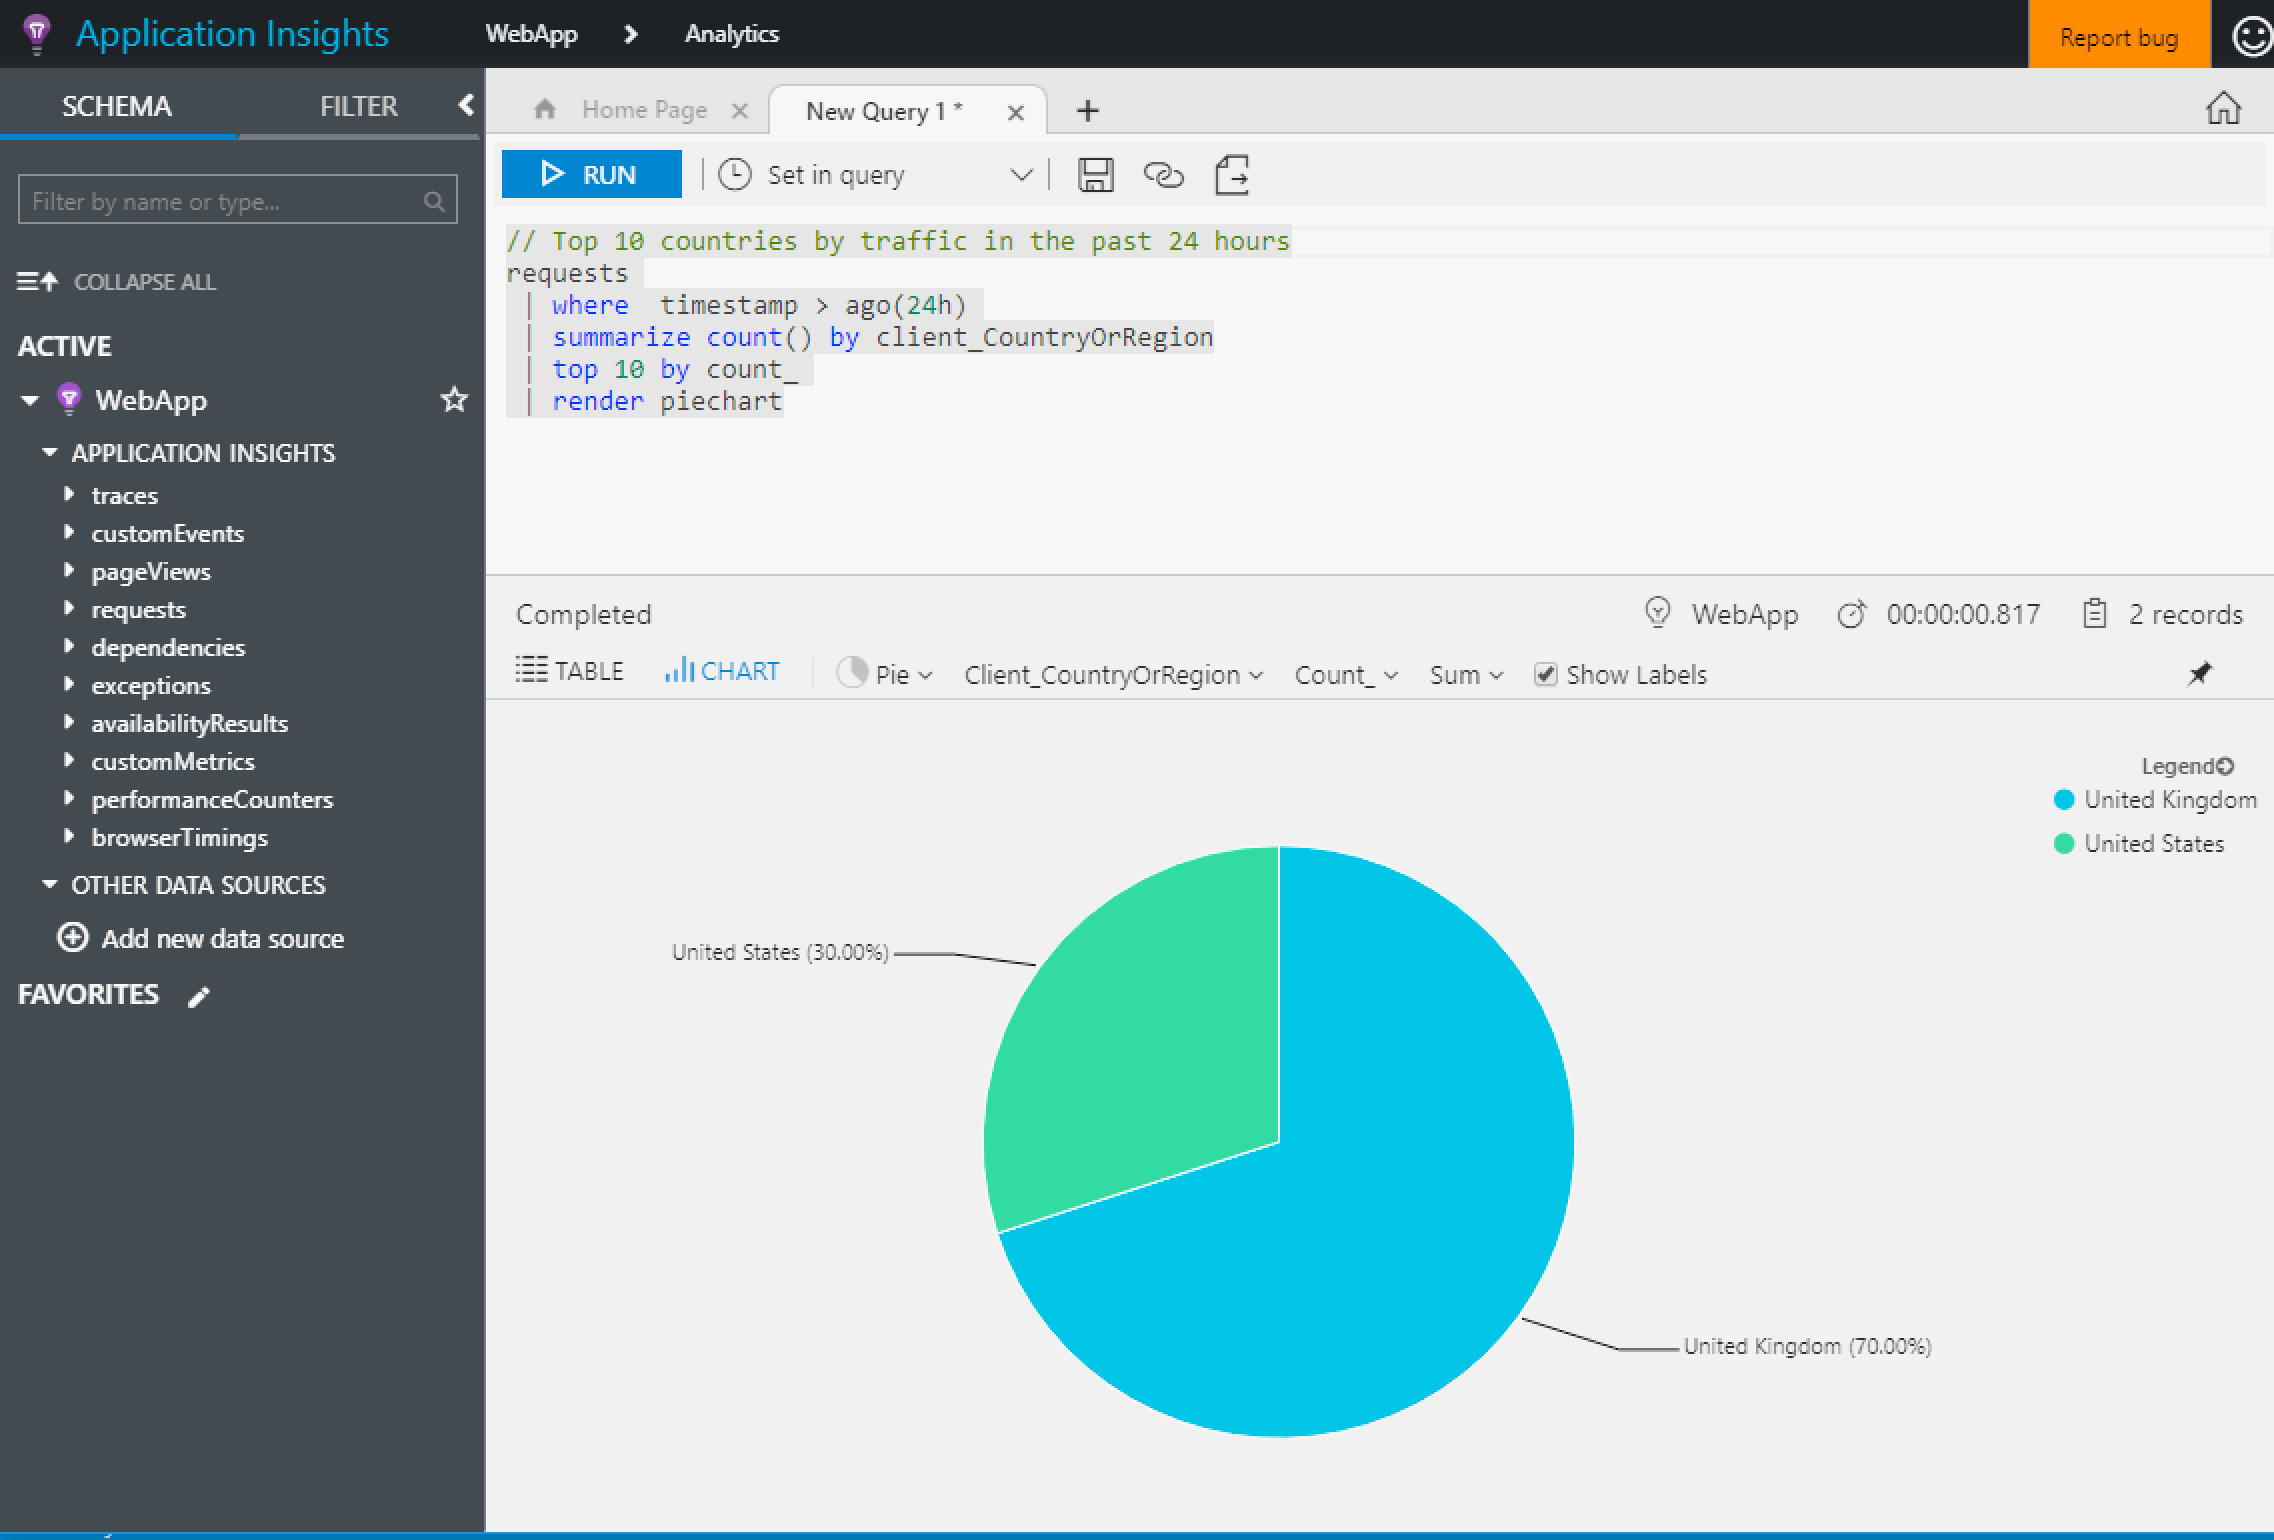 Application Insights
WebApp
Analytics
Report bug
SCHEMA
FILTER
Filter by name or type...
COLLAPSE ALL
ACTIVE
WebApp
APPLICATION INSIGHTS
traces
customEvents
pageViews
requests
dependencies
exceptions
availabilityResults
customMetrics
performanceCounters
browserTimings
OTHER DATA SOURCES
Add new data source
FAVORITES
Home Page
New Query 1 *
RUN
Set in query
// Top 10 countries by traffic in the past 24 hours
requests
| where  timestamp > ago(24h)
| summarize count() by client_CountryOrRegion
| top 10 by count_
| render piechart
Completed
WebApp
00:00:00.817
2 records
TABLE
CHART
Pie
Client_CountryOrRegion
Count_
Sum
Show Labels
Legend
United Kingdom
United States
United States (30.00%)
United Kingdom (70.00%)